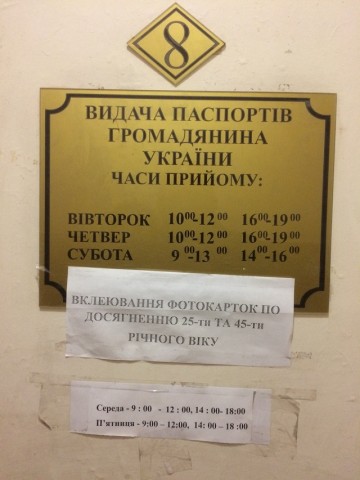 8
ВИДАЧА ПАСПОРТІВ
ГРОМАДЯНИНА
УКРАЇНИ
ЧАСИ ПРИЙОМУ:
ВІВТОРОК 10⁰⁰-12⁰⁰ 16⁰⁰-19⁰⁰
ЧЕТВЕР 10⁰⁰-12⁰⁰ 16⁰⁰-19⁰⁰
СУБОТА 9⁰⁰-13⁰⁰ 14⁰⁰-16⁰⁰
ВКЛЕЮВАННЯ ФОТОКАРТОК ПО
ДОСЯГНЕННЮ 25-ти ТА 45-ти
РІЧНОГО ВІКУ
Середа - 9 : 00 - 12 : 00, 14 : 00- 18:00
П'ятниця - 9:00 – 12:00, 14: 00 – 18 :00